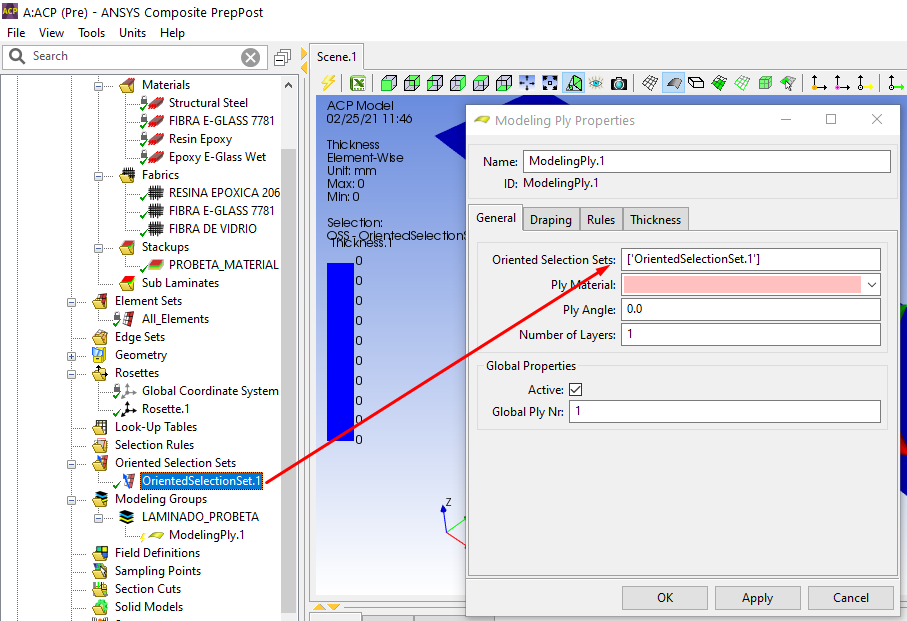 A:ACP (Pre) - ANSYS Composite PrepPost
File View Tools Units Help
Search
Materials
Structural Steel
FIBRA E-GLASS 7781
Resin Epoxy
Epoxy E-Glass Wet
Fabrics
RESINA EPOXICA 206
FIBRA E-GLASS 7781
FIBRA DE VIDRIO
Stackups
PROBETA_MATERIAL
Sub Laminates
Element Sets
All_Elements
Edge Sets
Geometry
Rosettes
Global Coordinate System
Rosette.1
Look-Up Tables
Selection Rules
Oriented Selection Sets
OrientedSelectionSet.1
Modeling Groups
LAMINADO_PROBETA
ModelingPly.1
Field Definitions
Sampling Points
Section Cuts
Solid Models
Scene.1
ACP Model
02/25/21 11:46
Thickness
Element-Wise
Unit: mm
Max: 0
Min: 0
Selection:
OSS - OrientedSelectionS
Thickness.1
0
0
0
0
0
0
0
0
0
0
Z
Modeling Ply Properties
Name: ModelingPly.1
ID: ModelingPly.1
General Draping Rules Thickness
Oriented Selection Sets: ['OrientedSelectionSet.1']
Ply Material:
Ply Angle: 0.0
Number of Layers: 1
Global Properties
Active:
Global Ply Nr: 1
OK Apply Cancel